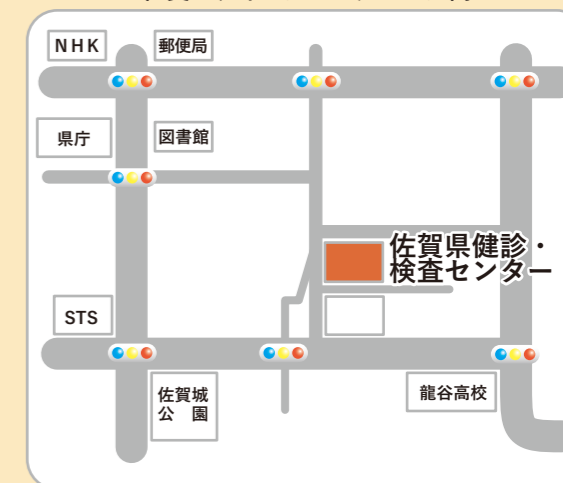 NHK
郵便局
県庁
図書館
佐賀県健診・
検査センター
STS
佐賀城
公　園
龍谷高校